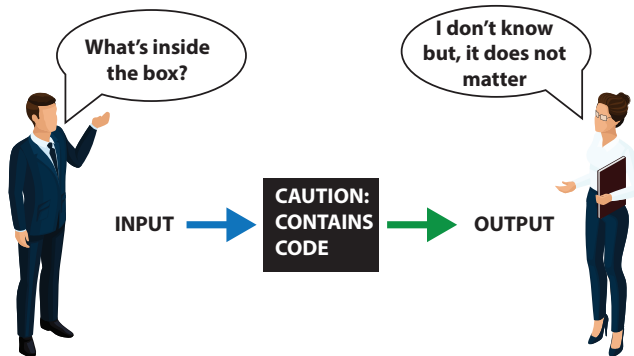 What's inside
the box?
I don't know
but, it does not
matter
INPUT
CAUTION:
CONTAINS
CODE
OUTPUT